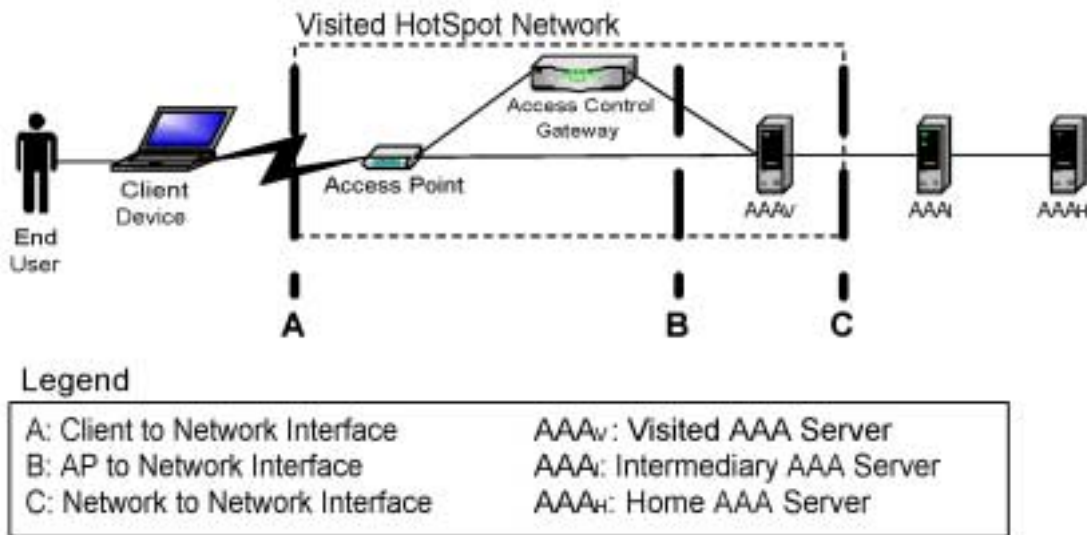 Visited HotSpot Network
Access Control
Gateway
Access Point
Client
Device
End
User
AAAV
AAAI
AAAH
A
B
C
Legend
A: Client to Network Interface
B: AP to Network Interface
C: Network to Network Interface
AAAV: Visited AAA Server
AAAI: Intermediary AAA Server
AAAH: Home AAA Server